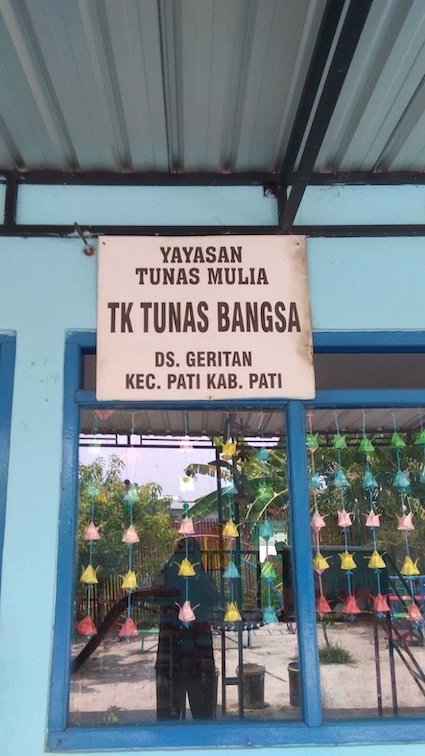 YAYASAN
TUNAS MULIA
TK TUNAS BANGSA
DS. GERITAN
KEC. PATI KAB. PATI